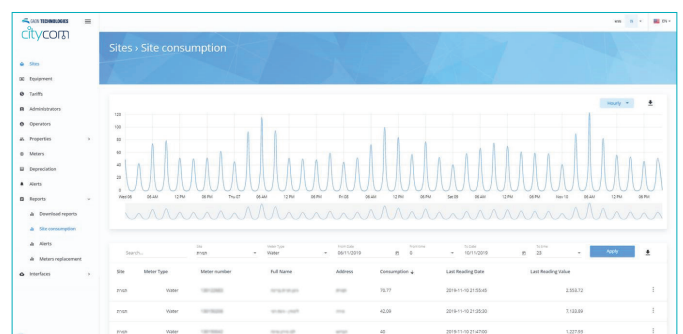 TECHNOLOGIES
citycom
EN
Sites › Site consumption
Sites
Equipment
Tariffs
Administrators
Operators
Properties
Meters
Depreciation
Alerts
Reports
Download reports
Site consumption
Alerts
Meters replacement
Interfaces
Hourly
120
100
80
60
40
20
0
Wed 06 06 AM 12 PM 06 PM Thu 07 06 AM 12 PM 06 PM Fri 08 06 AM 12 PM 06 PM Sat 09 06 AM 12 PM 06 PM Nov 10 06 AM 12 PM 06 PM
Site Meter Type From Date From time To Date To time
Search... Water 06/11/2019 0 10/11/2019 23 Apply
Site Meter Type Meter number Full Name Address Consumption ↓ Last Reading Date Last Reading Value
Water 70.77 2019-11-10 21:55:45 2,553.72
Water 42.09 2019-11-10 21:35:30 7,133.89
Water 40 2019-11-10 21:47:00 1,227.93